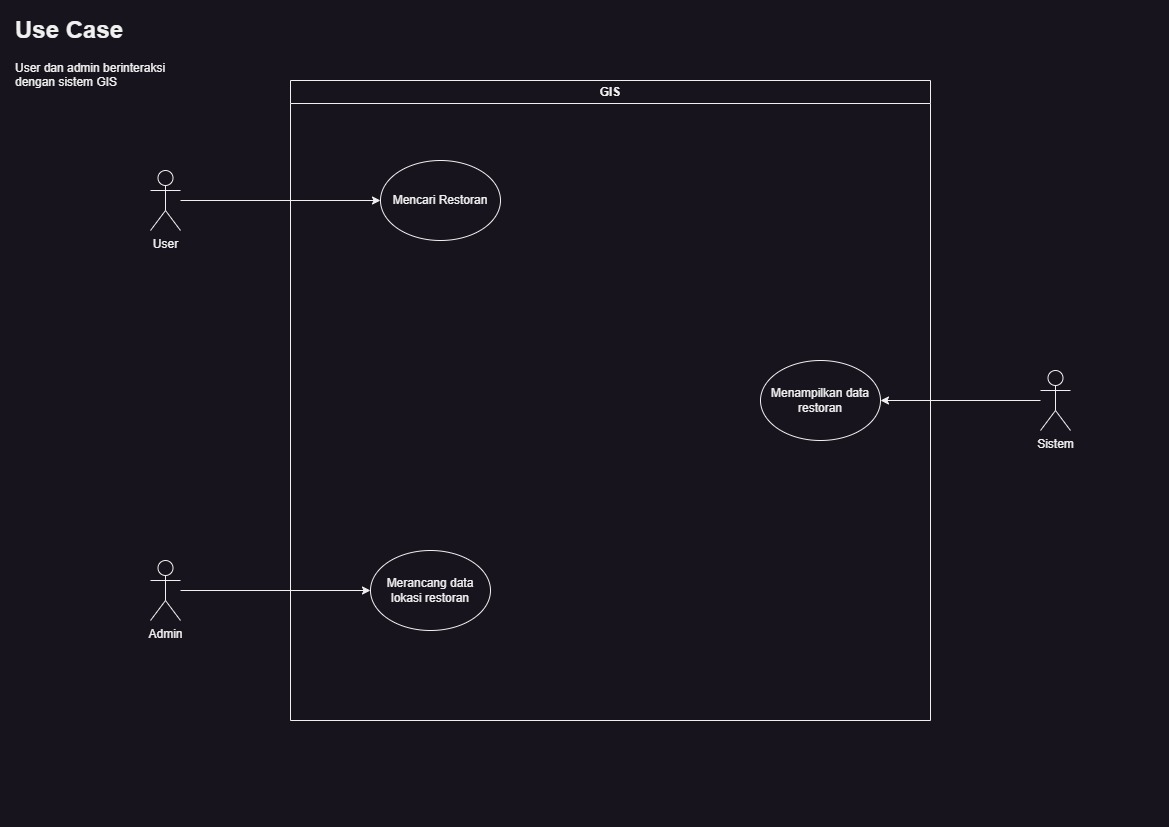 Use Case
User dan admin berinteraksi
dengan sistem GIS
GIS
Mencari Restoran
User
Menampilkan data
restoran
Sistem
Merancang data
lokasi restoran
Admin